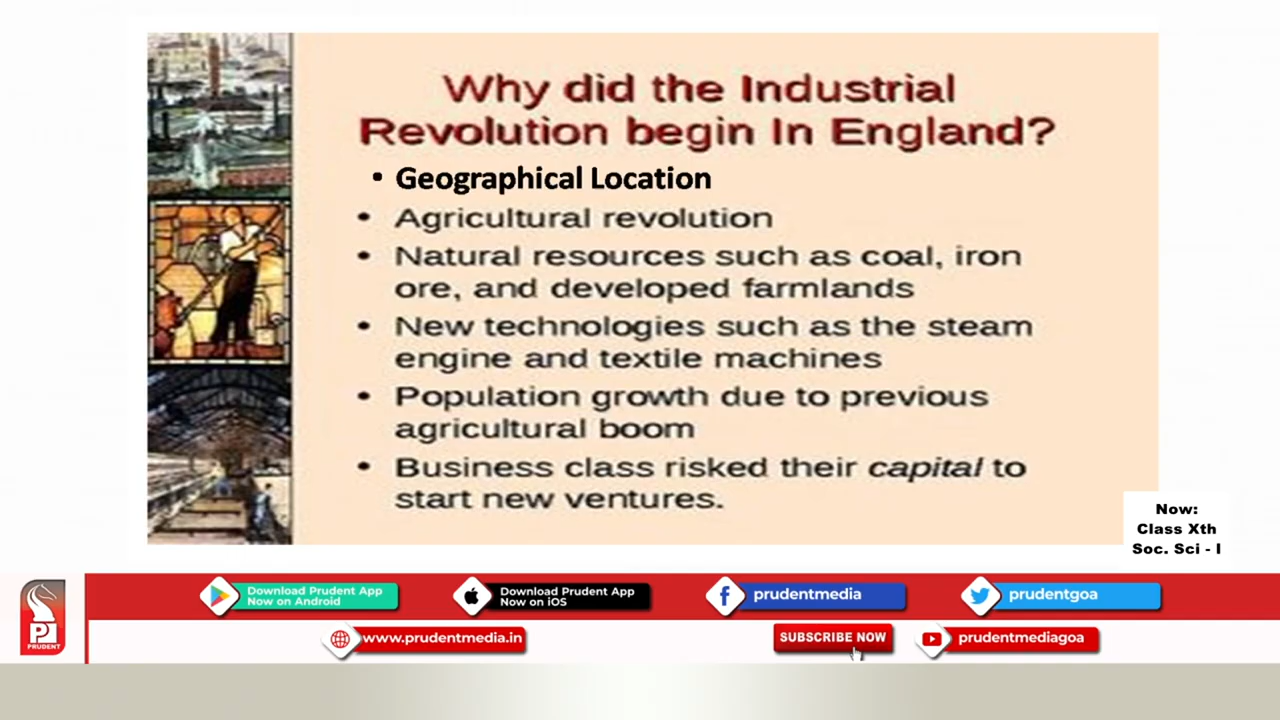 Why did the Industrial
Revolution begin In England?
• Geographical Location
• Agricultural revolution
• Natural resources such as coal, iron
ore, and developed farmlands
• New technologies such as the steam
engine and textile machines
• Population growth due to previous
agricultural boom
• Business class risked their capital to
start new ventures.
Now:
Class Xth
Soc. Sci - I
PRUDENT
Download Prudent App
Now on Android
Download Prudent App
Now on iOS
prudentmedia
prudentgoa
www.prudentmedia.in
SUBSCRIBE NOW
prudentmediagoa